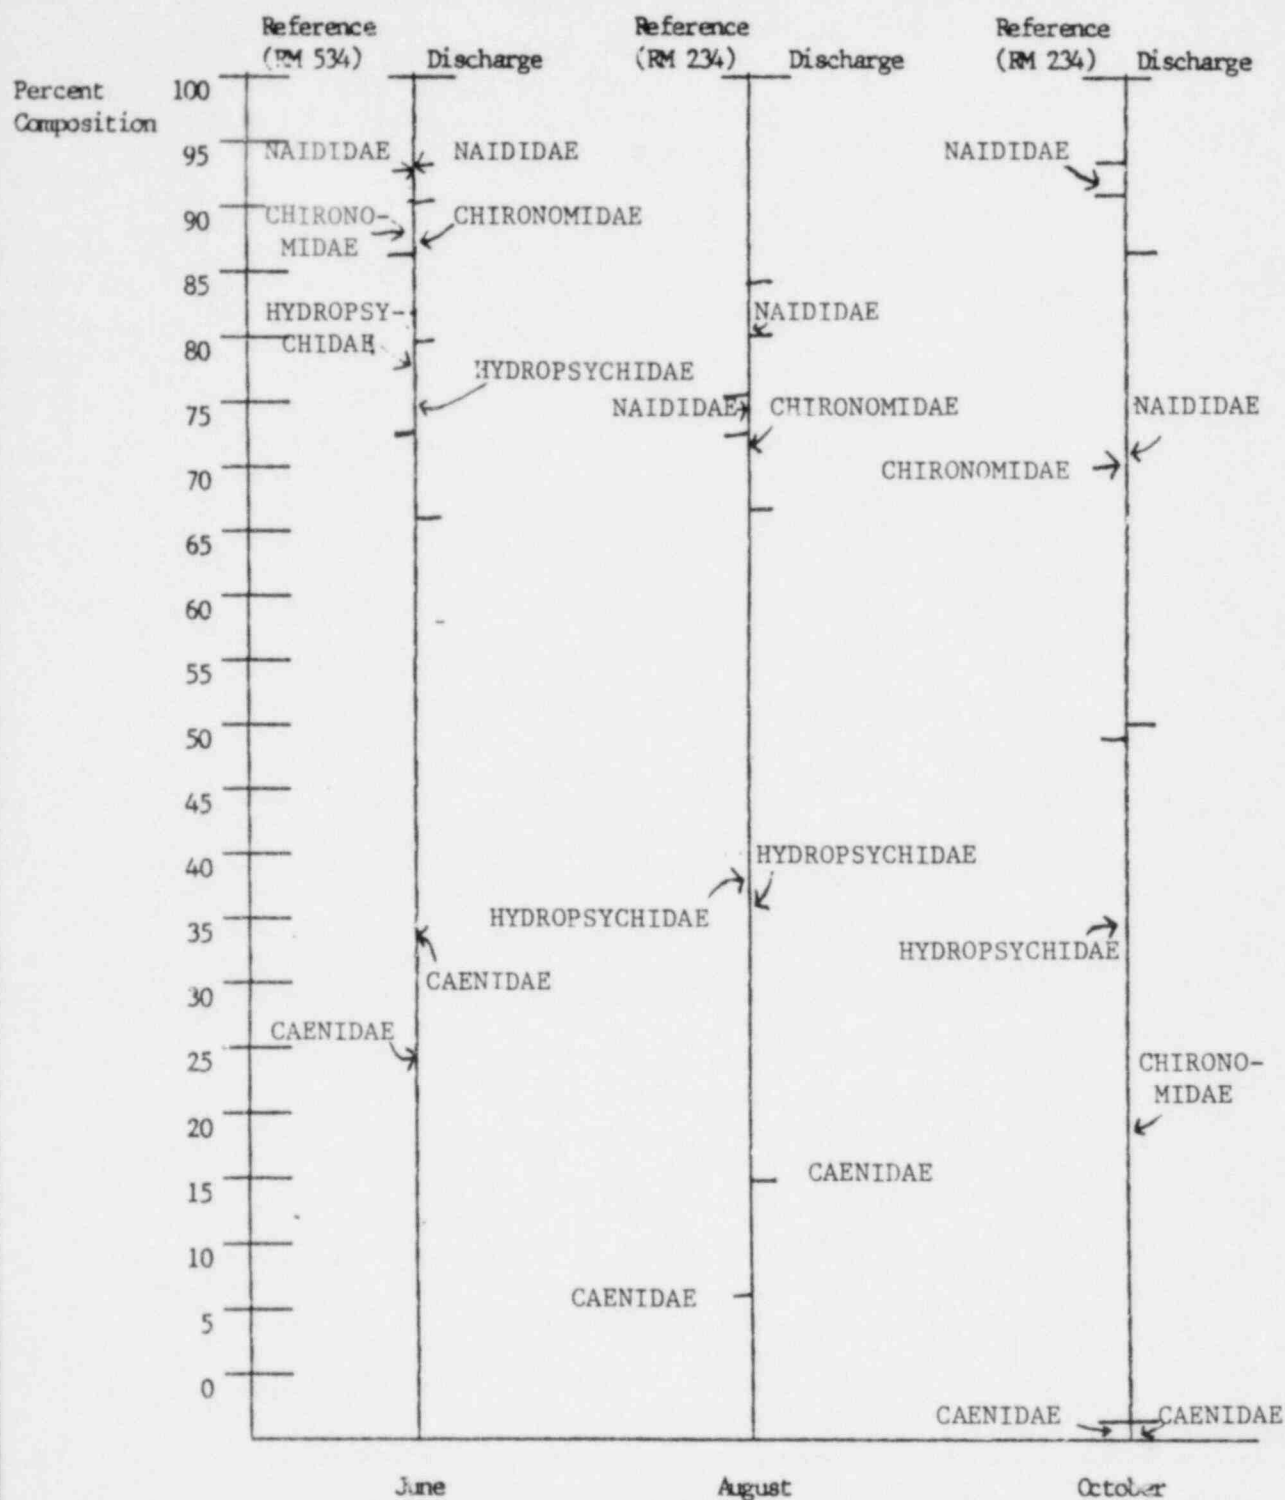 Reference Reference Reference
(RM 534) Discharge (RM 234) Discharge (RM 234) Discharge
Percent 100
Composition
95 NAIDIDAE NAIDIDAE NAIDIDAE
90 CHIRONO- CHIRONOMIDAE
MIDAE
85
HYDROPSY- NAIDIDAE
80 CHIDAE
HYDROPSYCHIDAE
75 NAIDIDAE CHIRONOMIDAE NAIDIDAE
70 CHIRONOMIDAE
65
60
55
50
45
40 HYDROPSYCHIDAE
35 HYDROPSYCHIDAE
HYDROPSYCHIDAE
30 CAENIDAE
CAENIDAE
25 CHIRONO-
MIDAE
20
15 CAENIDAE
10
CAENIDAE
5
0
CAENIDAE CAENIDAE
June August October